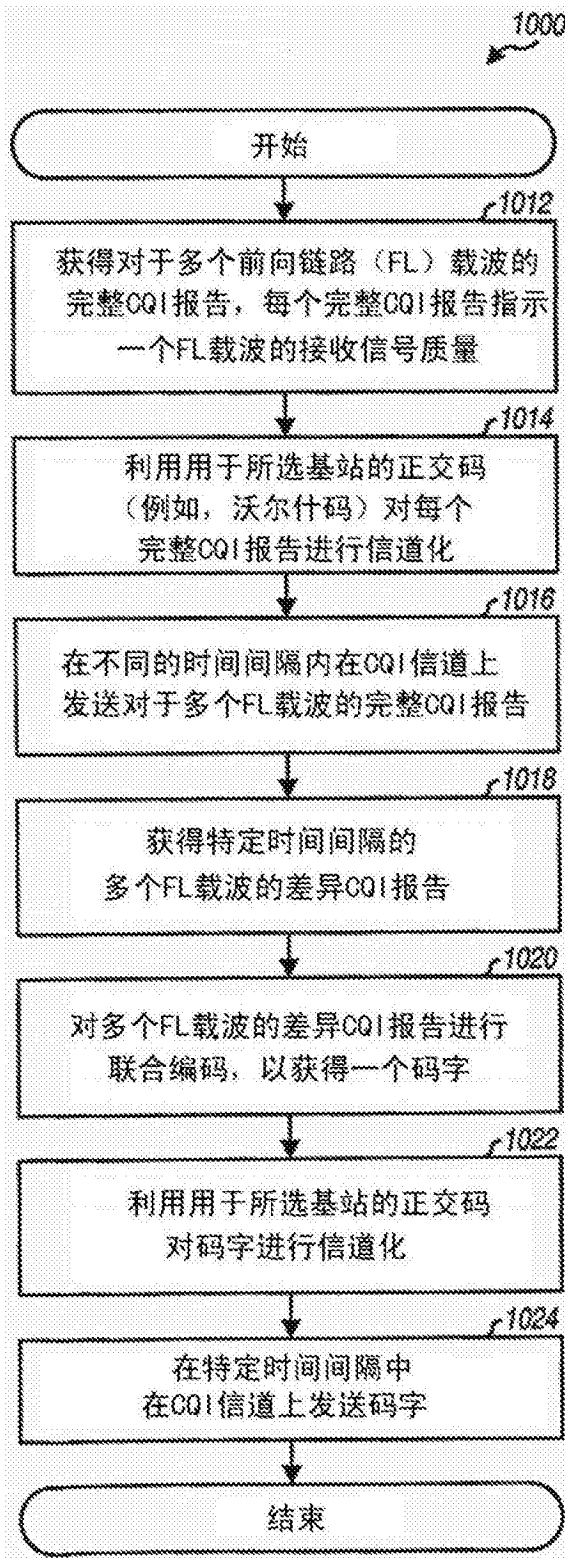 1000
开始
1012
获得对于多个前向链路（FL）载波的
完整CQI报告，每个完整CQI报告指示
一个FL载波的接收信号质量
1014
利用用于所选基站的正交码
（例如，沃尔什码）对每个
完整CQI报告进行信道化
1016
在不同的时间间隔内在CQI信道上
发送对于多个FL载波的完整CQI报告
1018
获得特定时间间隔的
多个FL载波的差异CQI报告
1020
对多个FL载波的差异CQI报告进行
联合编码，以获得一个码字
1022
利用用于所选基站的正交码
对码字进行信道化
1024
在特定时间间隔中
在CQI信道上发送码字
结束